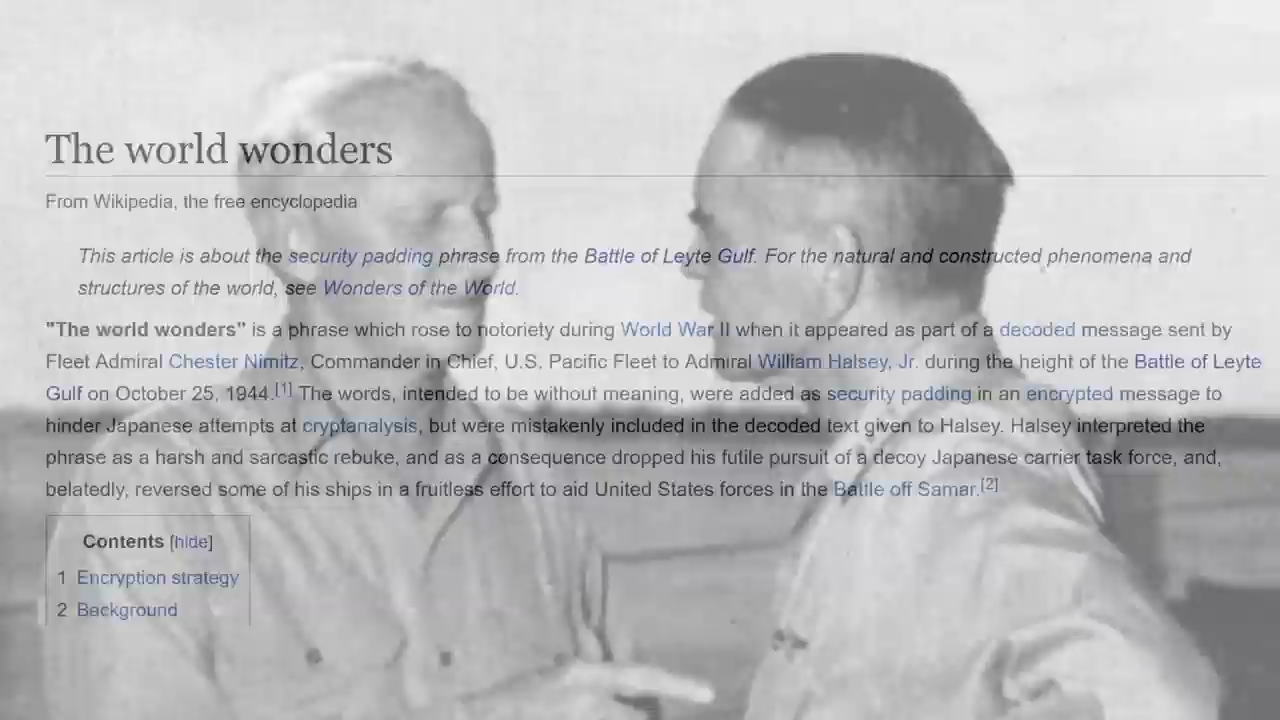 The world wonders
From Wikipedia, the free encyclopedia
This article is about the security padding phrase from the Battle of Leyte Gulf. For the natural and constructed phenomena and
structures of the world, see Wonders of the World.
"The world wonders" is a phrase which rose to notoriety during World War II when it appeared as part of a decoded message sent by
Fleet Admiral Chester Nimitz, Commander in Chief, U.S. Pacific Fleet to Admiral William Halsey, Jr. during the height of the Battle of Leyte
Gulf on October 25, 1944.[1] The words, intended to be without meaning, were added as security padding in an encrypted message to
hinder Japanese attempts at cryptanalysis, but were mistakenly included in the decoded text given to Halsey. Halsey interpreted the
phrase as a harsh and sarcastic rebuke, and as a consequence dropped his futile pursuit of a decoy Japanese carrier task force, and,
belatedly, reversed some of his ships in a fruitless effort to aid United States forces in the Battle off Samar.[2]
Contents [hide]
1 Encryption strategy
2 Background